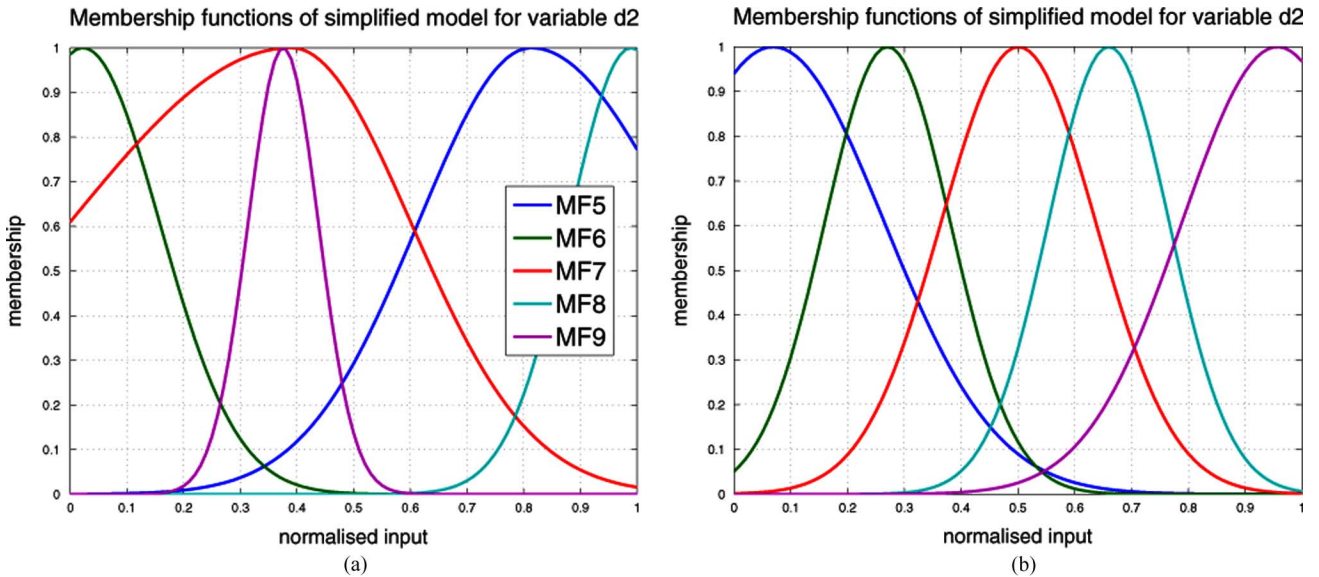 Membership functions of simplified model for variable d2
1
0.9
0.8
0.7
0.6
0.5
0.4
0.3
0.2
0.1
0
membership
MF5
MF6
MF7
MF8
MF9
0 0.1 0.2 0.3 0.4 0.5 0.6 0.7 0.8 0.9 1
normalised input
(a)
Membership functions of simplified model for variable d2
1
0.9
0.8
0.7
0.6
0.5
0.4
0.3
0.2
0.1
0
membership
0 0.1 0.2 0.3 0.4 0.5 0.6 0.7 0.8 0.9 1
normalised input
(b)